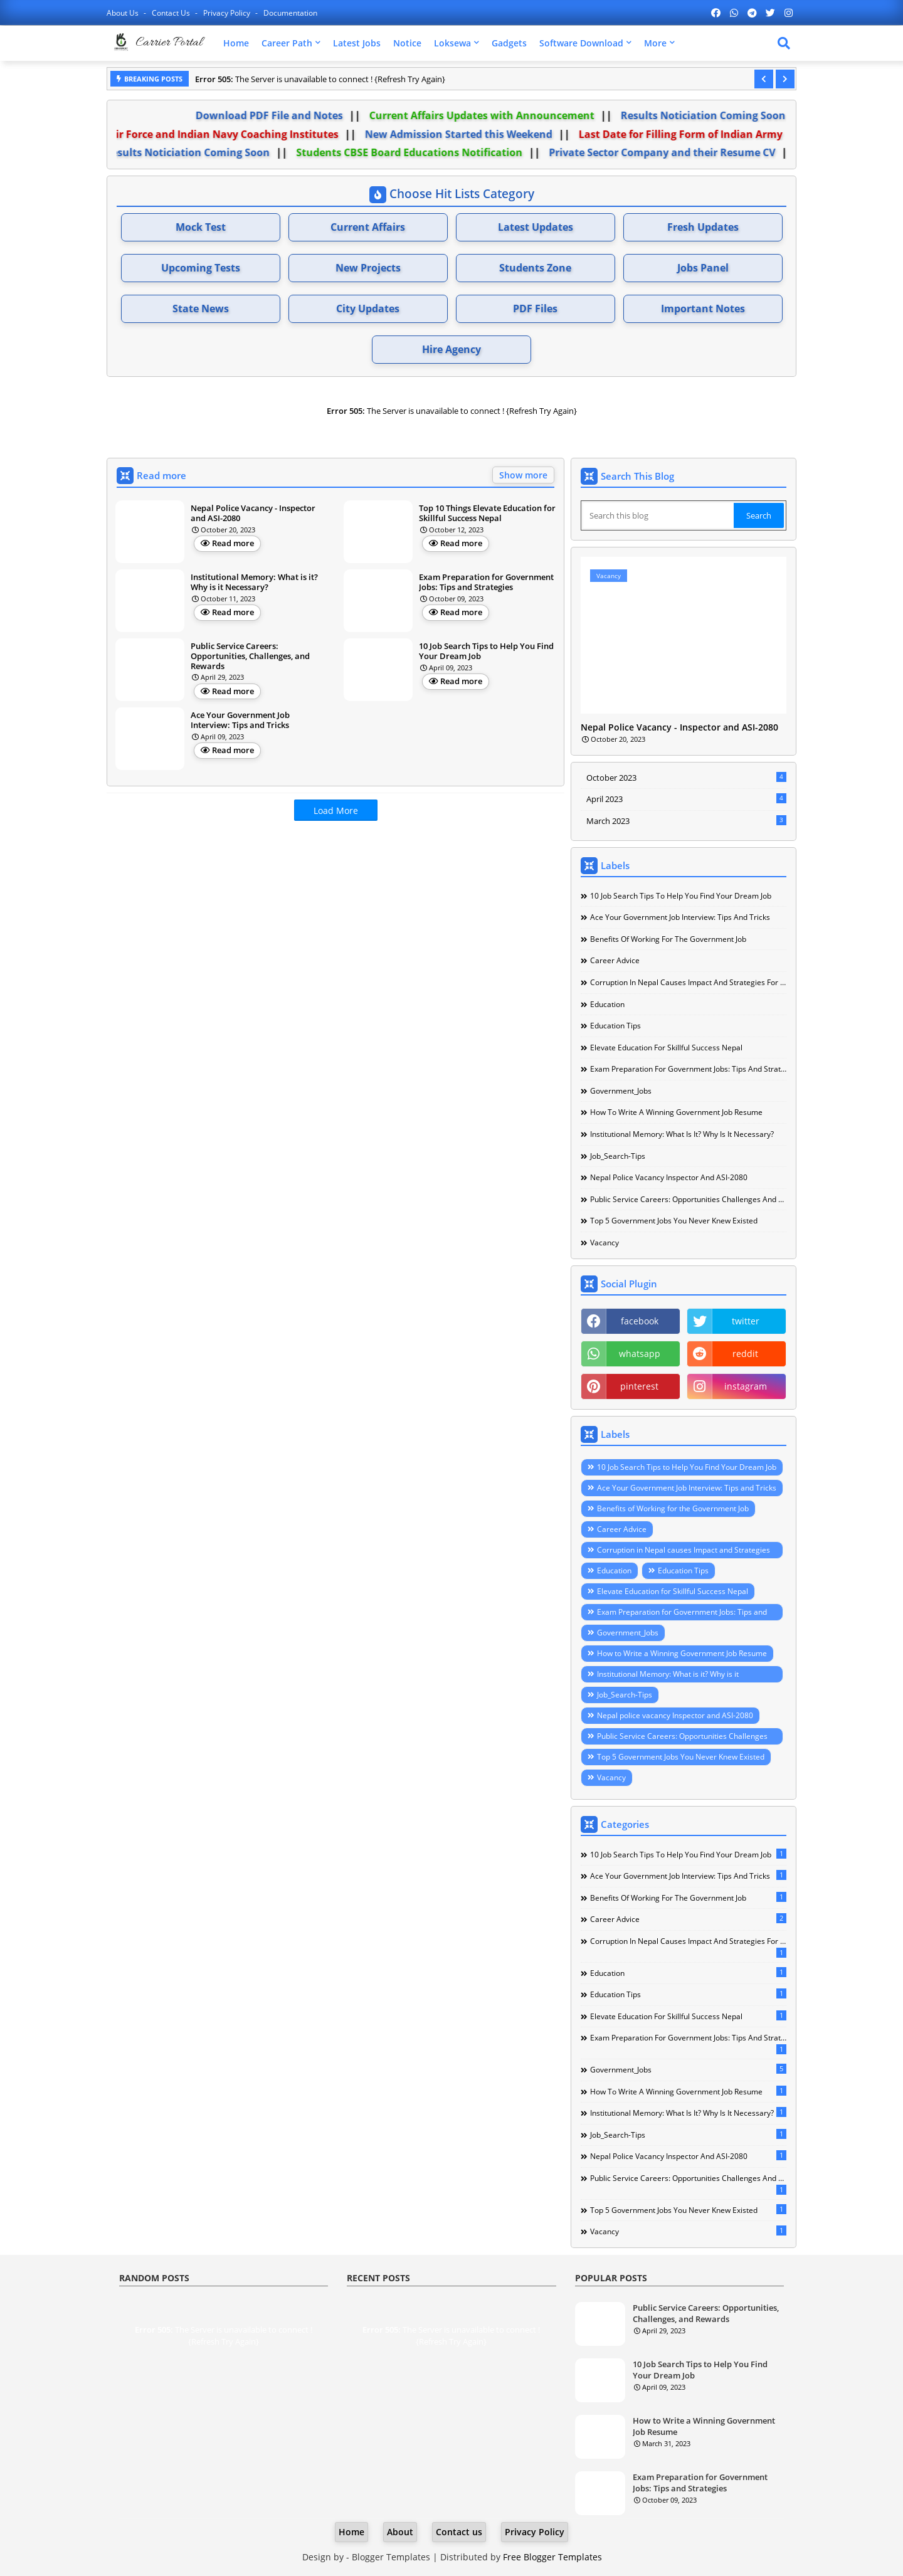 About Us - Contact Us - Privacy Policy - Documentation
Carrier Portal
Home Career Path Latest Jobs Notice Loksewa Gadgets Software Download More
BREAKING POSTS Error 505: The Server is unavailable to connect ! {Refresh Try Again}
Download PDF File and Notes || Current Affairs Updates with Announcement || Results Noticiation Coming Soon
ir Force and Indian Navy Coaching Institutes || New Admission Started this Weekend || Last Date for Filling Form of Indian Army
sults Noticiation Coming Soon || Students CBSE Board Educations Notification || Private Sector Company and their Resume CV |
Choose Hit Lists Category
Mock Test Current Affairs Latest Updates Fresh Updates
Upcoming Tests New Projects Students Zone Jobs Panel
State News City Updates PDF Files Important Notes
Hire Agency
Error 505: The Server is unavailable to connect ! {Refresh Try Again}
Read more Show more
Nepal Police Vacancy - Inspector
and ASI-2080
October 20, 2023
Read more
Top 10 Things Elevate Education for
Skillful Success Nepal
October 12, 2023
Read more
Institutional Memory: What is it?
Why is it Necessary?
October 11, 2023
Read more
Exam Preparation for Government
Jobs: Tips and Strategies
October 09, 2023
Read more
Public Service Careers:
Opportunities, Challenges, and
Rewards
April 29, 2023
Read more
10 Job Search Tips to Help You Find
Your Dream Job
April 09, 2023
Read more
Ace Your Government Job
Interview: Tips and Tricks
April 09, 2023
Read more
Load More
Search This Blog
Search this blog Search
Vacancy
Nepal Police Vacancy - Inspector and ASI-2080
October 20, 2023
October 2023 4
April 2023 4
March 2023 3
Labels
10 Job Search Tips To Help You Find Your Dream Job
Ace Your Government Job Interview: Tips And Tricks
Benefits Of Working For The Government Job
Career Advice
Corruption In Nepal Causes Impact And Strategies For ...
Education
Education Tips
Elevate Education For Skillful Success Nepal
Exam Preparation For Government Jobs: Tips And Strat...
Government_Jobs
How To Write A Winning Government Job Resume
Institutional Memory: What Is It? Why Is It Necessary?
Job_Search-Tips
Nepal Police Vacancy Inspector And ASI-2080
Public Service Careers: Opportunities Challenges And ...
Top 5 Government Jobs You Never Knew Existed
Vacancy
Social Plugin
facebook twitter
whatsapp reddit
pinterest instagram
Labels
10 Job Search Tips to Help You Find Your Dream Job
Ace Your Government Job Interview: Tips and Tricks
Benefits of Working for the Government Job
Career Advice
Corruption in Nepal causes Impact and Strategies
Education Education Tips
Elevate Education for Skillful Success Nepal
Exam Preparation for Government Jobs: Tips and
Government_Jobs
How to Write a Winning Government Job Resume
Institutional Memory: What is it? Why is it
Job_Search-Tips
Nepal police vacancy Inspector and ASI-2080
Public Service Careers: Opportunities Challenges
Top 5 Government Jobs You Never Knew Existed
Vacancy
Categories
10 Job Search Tips To Help You Find Your Dream Job 1
Ace Your Government Job Interview: Tips And Tricks 1
Benefits Of Working For The Government Job 1
Career Advice 2
Corruption In Nepal Causes Impact And Strategies For ...
1
Education 1
Education Tips 1
Elevate Education For Skillful Success Nepal 1
Exam Preparation For Government Jobs: Tips And Strat...
1
Government_Jobs 5
How To Write A Winning Government Job Resume 1
Institutional Memory: What Is It? Why Is It Necessary? 1
Job_Search-Tips 1
Nepal Police Vacancy Inspector And ASI-2080 1
Public Service Careers: Opportunities Challenges And ...
1
Top 5 Government Jobs You Never Knew Existed 1
Vacancy 1
RANDOM POSTS
RECENT POSTS
POPULAR POSTS
Public Service Careers: Opportunities,
Challenges, and Rewards
April 29, 2023
10 Job Search Tips to Help You Find
Your Dream Job
April 09, 2023
How to Write a Winning Government
Job Resume
March 31, 2023
Exam Preparation for Government
Jobs: Tips and Strategies
October 09, 2023
Home About Contact us Privacy Policy
Design by - Blogger Templates | Distributed by Free Blogger Templates